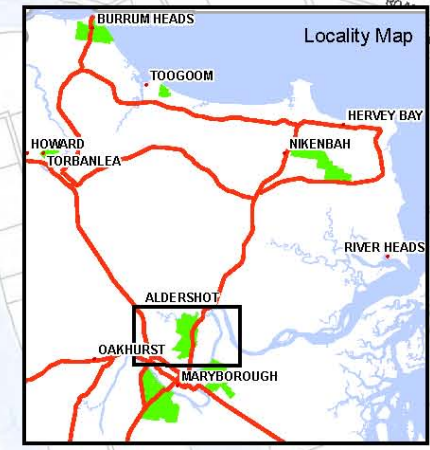 BURRUM HEADS
Locality Map
TOOGOOM
HERVEY BAY
HOWARD
NIKENBAH
TORBANLEA
RIVER HEADS
ALDERSHOT
OAKHURST
MARYBOROUGH